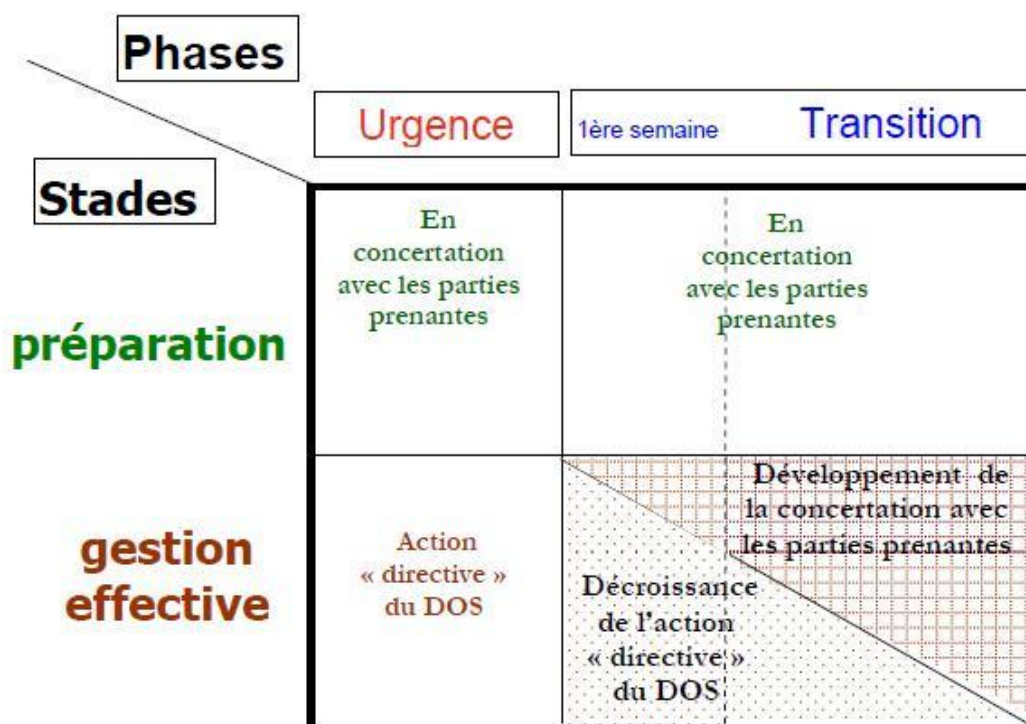 Phases
Urgence
1ère semaine
Transition
Stades
En
concertation
avec les parties
prenantes
En
concertation
avec les parties
prenantes
préparation
gestion
effective
Action
« directive »
du DOS
Développement de
la concertation avec
les parties prenantes
Décroissance
de l'action
« directive »
du DOS